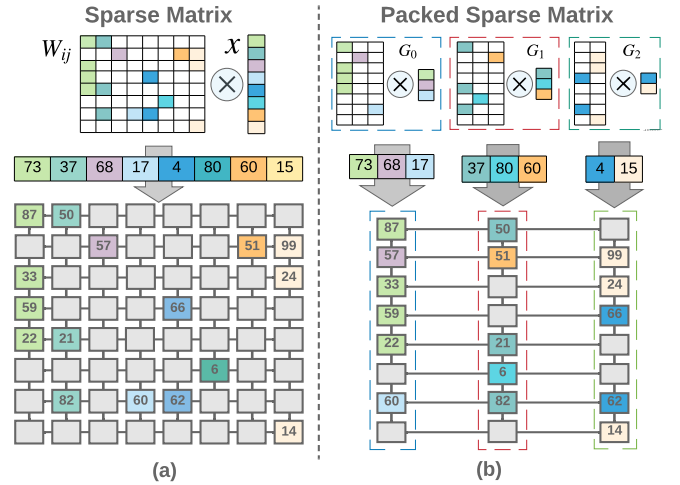 Sparse Matrix
Packed Sparse Matrix
W_{ij} x
G_0 G_1 G_2
73 37 68 17 4 80 60 15
73 68 17
37 80 60
4 15
87 50
57 51 99
33 24
59 66
22 21
6
82 60 62
14
87 50
57 51 99
33 24
59 66
22 21
6
60 82 62
14
(a)
(b)